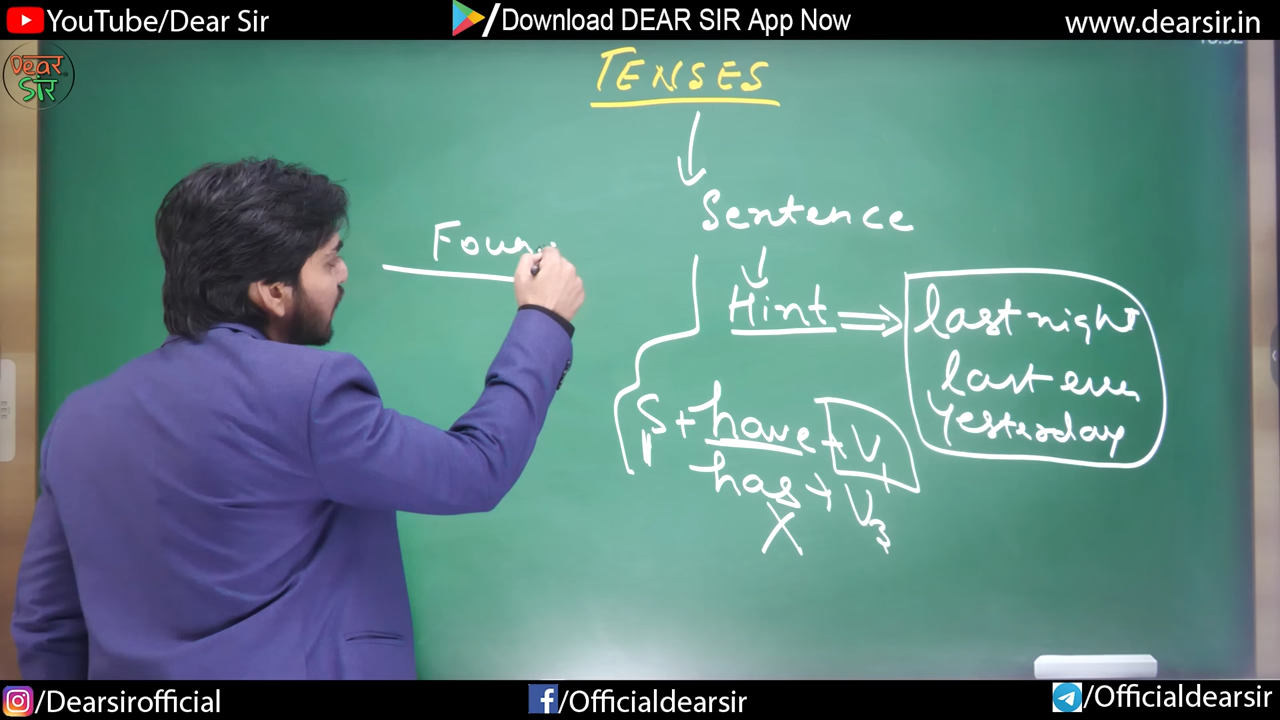 YouTube/Dear Sir
/Download DEAR SIR App Now
www.dearsir.in
Dear
सर
TENSES
Sentence
Four
Hint
last night
last eve
Yesterday
S + have + V1
has + V3
X
/Dearsirofficial
/Officialdearsir
/Officialdearsir